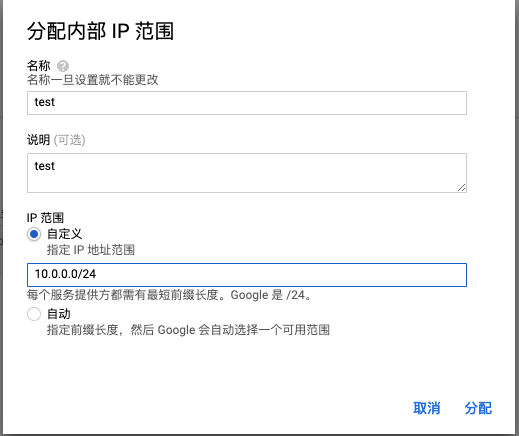 分配内部 IP 范围
名称
名称一旦设置就不能更改
test
说明 (可选)
test
IP 范围
自定义
指定 IP 地址范围
10.0.0.0/24
每个服务提供方都需有最短前缀长度。Google 是 /24。
自动
指定前缀长度，然后 Google 会自动选择一个可用范围
取消 分配